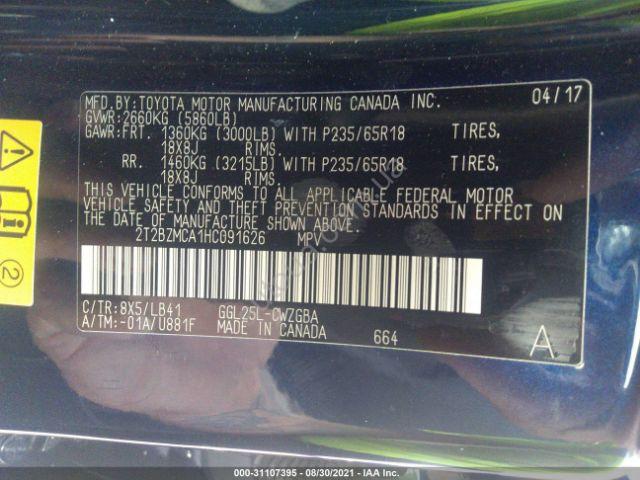 MFD.BY:TOYOTA MOTOR MANUFACTURING CANADA INC. 04/17
GVWR:2660KG (5860LB)
GAWR:FRT. 1360KG (3000LB) WITH P235/65R18 TIRES,
18X8J RIMS.
RR. 1460KG (3215LB) WITH P235/65R18 TIRES,
18X8J RIMS.
THIS VEHICLE CONFORMS TO ALL APPLICABLE FEDERAL MOTOR
VEHICLE SAFETY AND THEFT PREVENTION STANDARDS IN EFFECT ON
THE DATE OF MANUFACTURE SHOWN ABOVE.
2T2BZMCA1HC091626 MPV
C/TR:8X5/LB41 GGL25L-CWZGBA
A/TM:-01A/U881F MADE IN CANADA 664 A
2
000-31107395 - 08/30/2021 - IAA Inc.